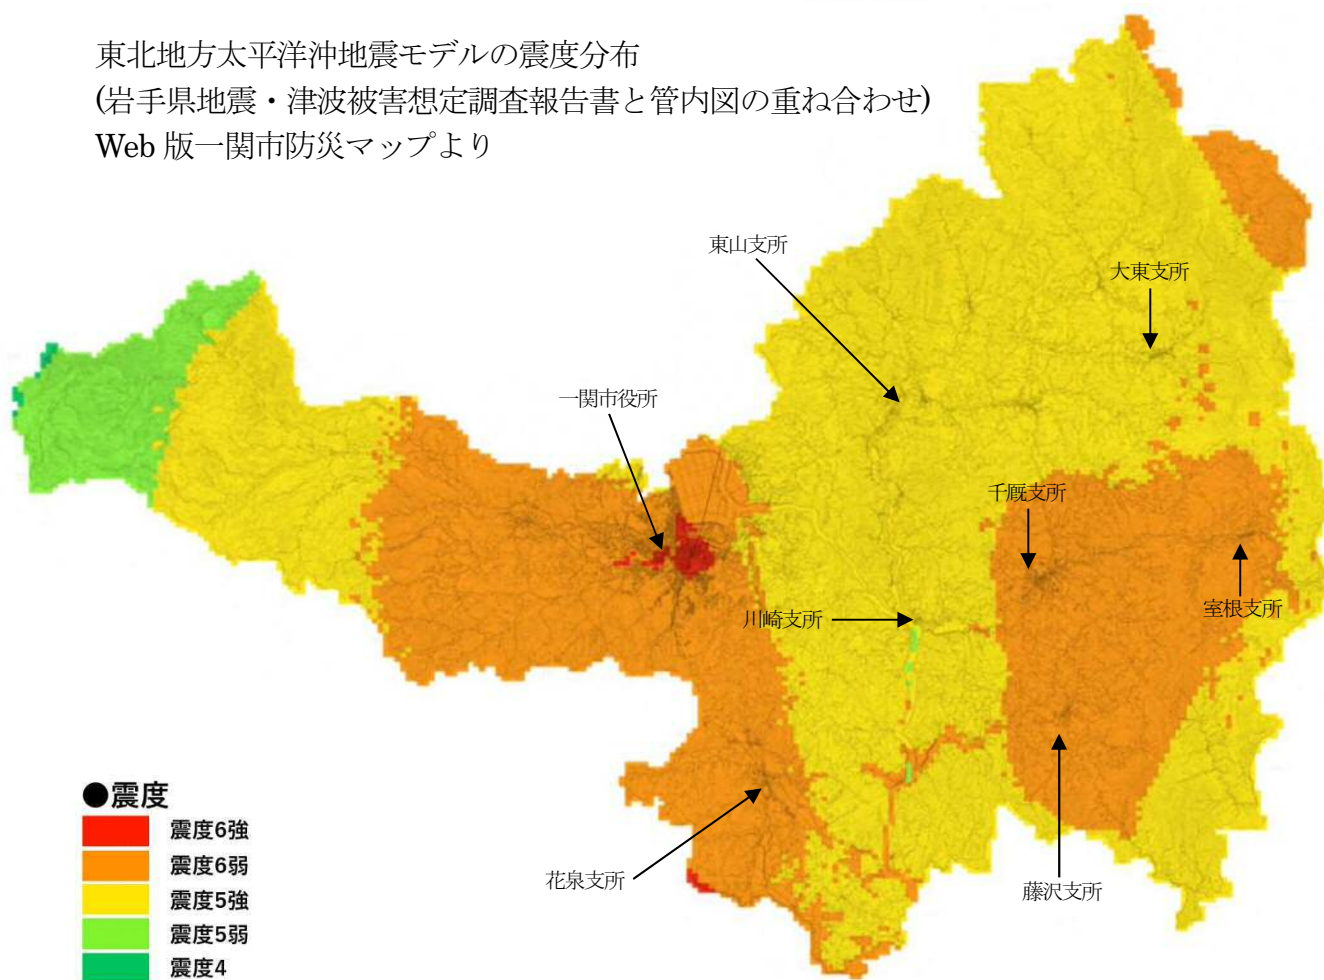 東北地方太平洋沖地震モデルの震度分布
(岩手県地震・津波被害想定調査報告書と管内図の重ね合わせ)
Web 版一関市防災マップより
東山支所
大東支所
一関市役所
千厩支所
室根支所
川崎支所
花泉支所
藤沢支所
●震度
震度6強
震度6弱
震度5強
震度5弱
震度4